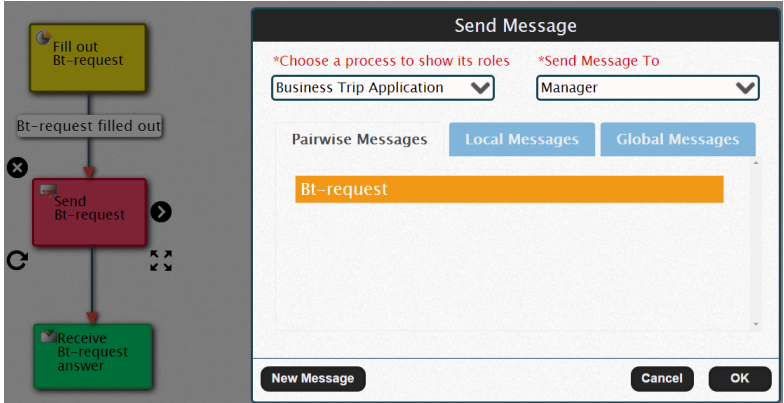 Fill out
Bt-request
Bt-request filled out
Send
Bt-request
Receive
Bt-request
answer
Send Message
*Choose a process to show its roles
*Send Message To
Business Trip Application
Manager
Pairwise Messages
Local Messages
Global Messages
Bt-request
New Message
Cancel
OK